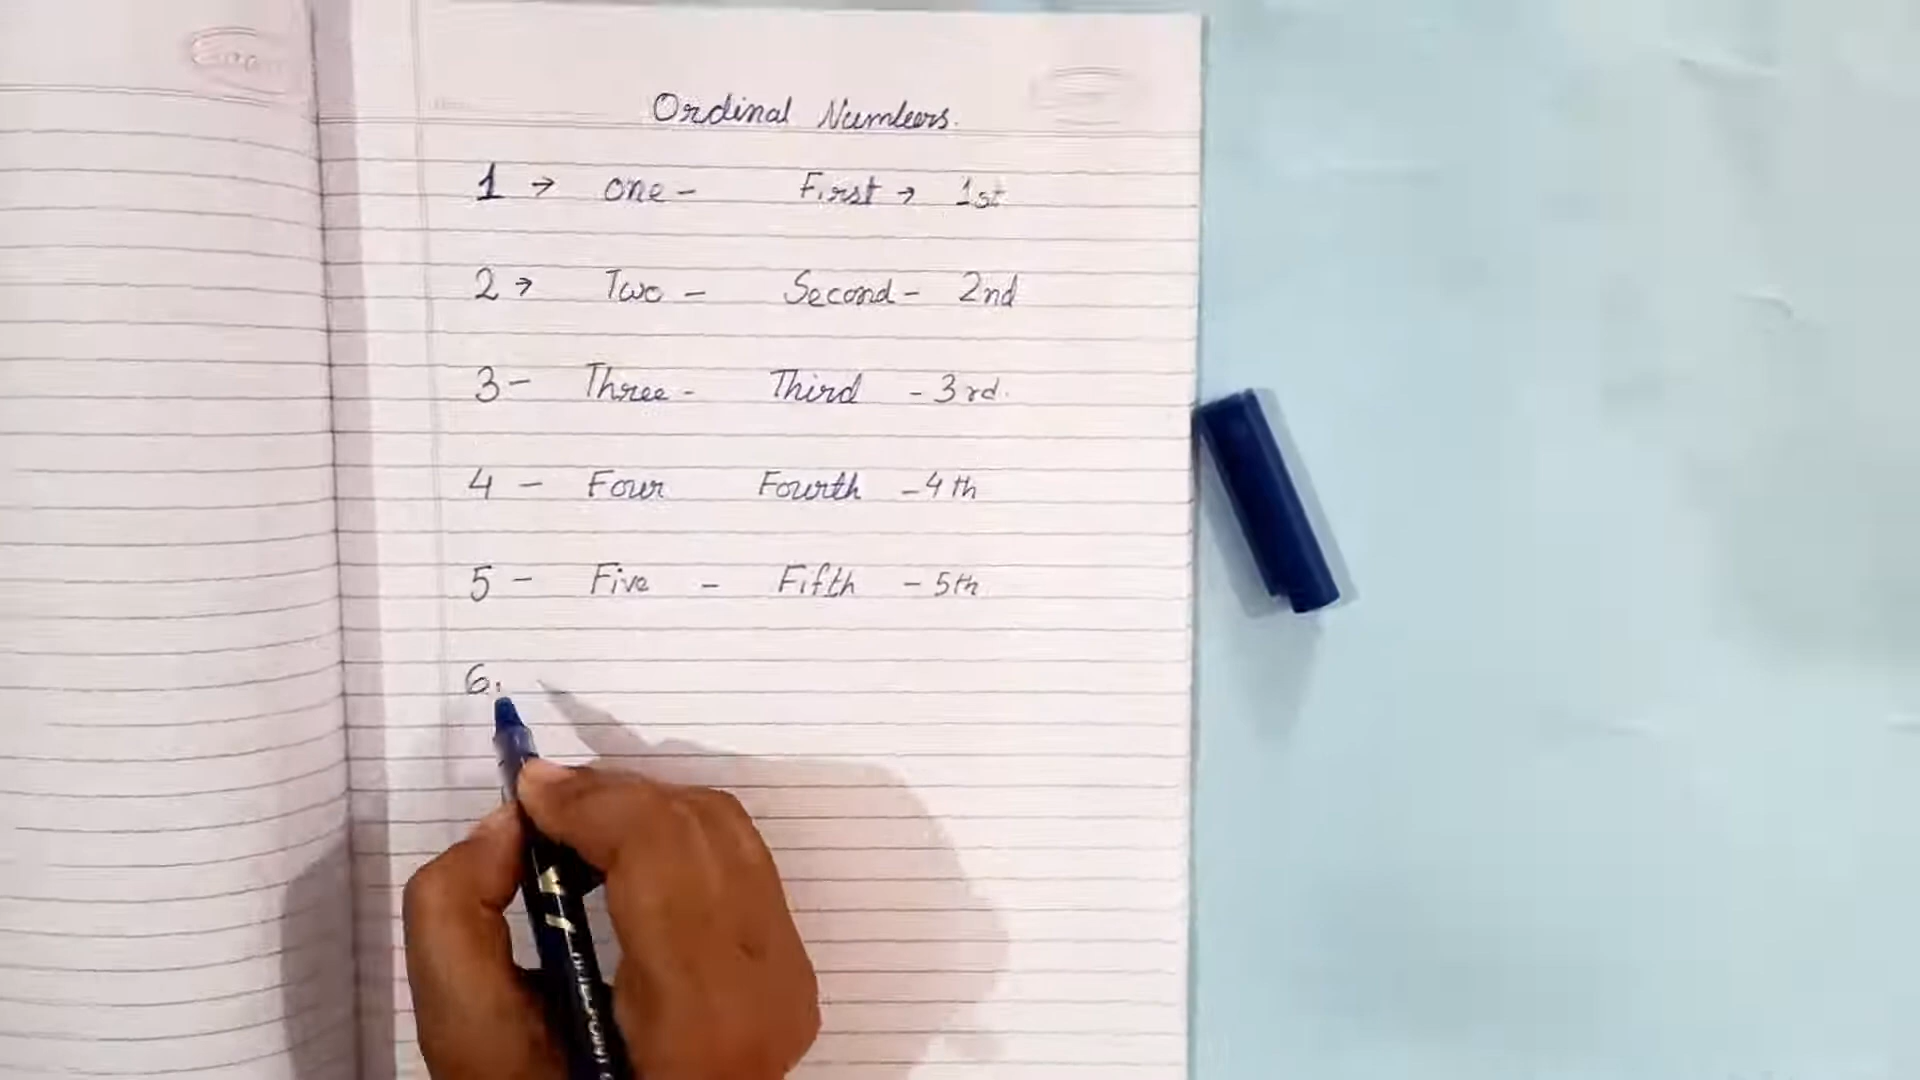 Ordinal Numbers.
1 → one - First → 1st
2 → Two - Second - 2nd
3 - Three - Third - 3rd.
4 - Four Fourth - 4th
5 - Five - Fifth - 5th
6.